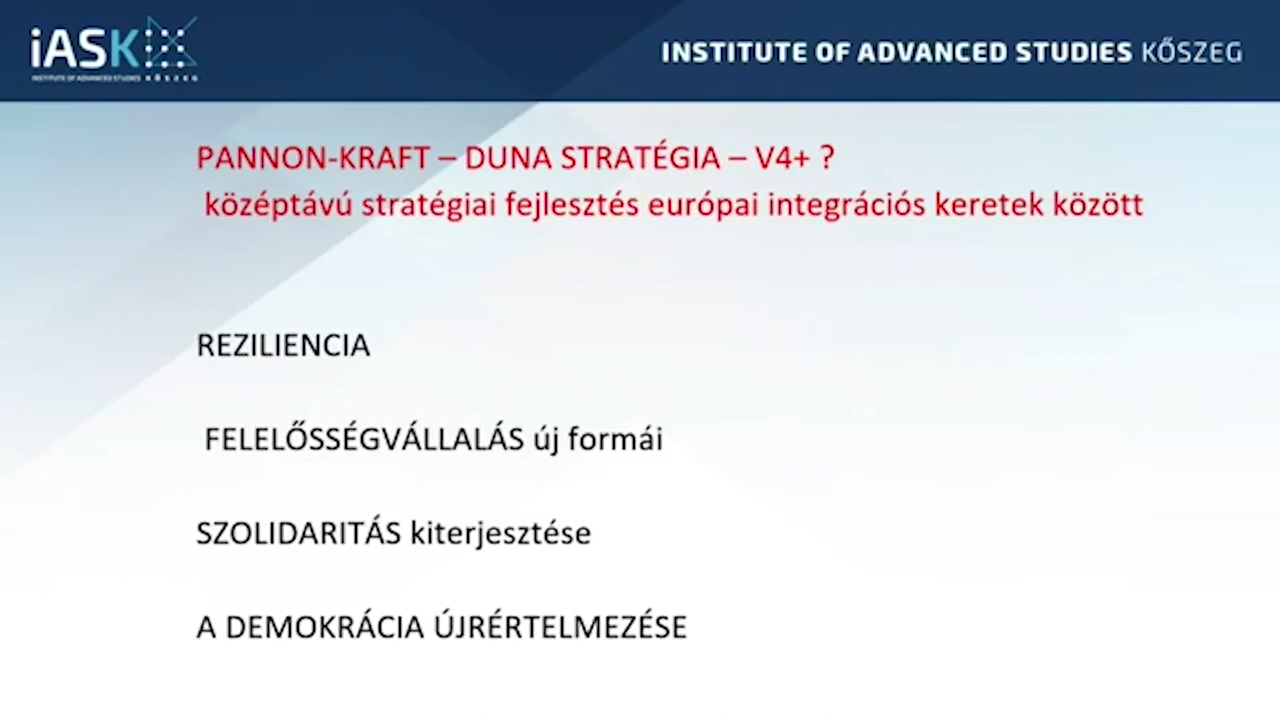 iASK
INSTITUTE OF ADVANCED STUDIES KŐSZEG
INSTITUTE OF ADVANCED STUDIES KŐSZEG
PANNON-KRAFT – DUNA STRATÉGIA – V4+ ?
középtávú stratégiai fejlesztés európai integrációs keretek között
REZILIENCIA
FELELŐSSÉGVÁLLALÁS új formái
SZOLIDARITÁS kiterjesztése
A DEMOKRÁCIA ÚJRÉRTELMEZÉSE